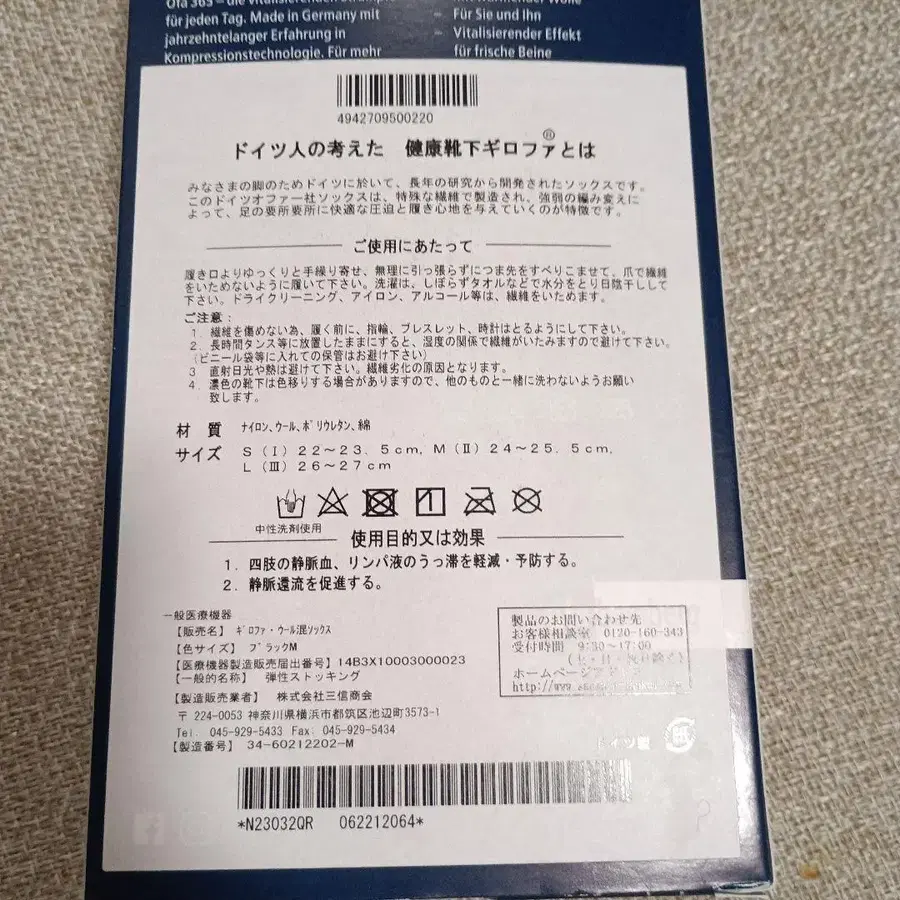 Ofa 365 – die vitalisierenden
für jeden Tag. Made in Germany mit
jahrzehntelanger Erfahrung in
Kompressionstechnologie. Für mehr
mit wärmender Wolle
– Für Sie und Ihn
– Vitalisierender Effekt
für frische Beine
4942709500220
ドイツ人の考えた 健康靴下ギロファ®とは
みなさまの脚のためドイツに於いて、長年の研究から開発されたソックスです。
このドイツオファー社ソックスは、特殊な繊維で製造され、強弱の編み変えに
よって、足の要所要所に快適な圧迫と履き心地を与えていくのが特徴です。
ご使用にあたって
履き口よりゆっくりと手繰り寄せ、無理に引っ張らずにつま先をすべりこませて、爪で繊維
をいためないように履いて下さい。洗濯は、しぼらずタオルなどで水分をとり日陰干しして
下さい。ドライクリーニング、アイロン、アルコール等は、繊維をいためます。
ご注意:
1 繊維を傷めない為、履く前に、指輪、ブレスレット、時計はとるようにして下さい。
2. 長時間タンス等に放置したままにすると、湿度の関係で繊維がいたみますので避けて下さい。
(ビニール袋等に入れての保管はお避け下さい)
3 直射日光や熱は避けて下さい。繊維劣化の原因となります。
4. 濃色の靴下は色移りする場合がありますので、他のものと一緒に洗わないようお願い
致します。
材 質 ナイロン、ウール、ポリウレタン、綿
サイズ S(Ⅰ)22~23.5cm, M(Ⅱ)24~25.5cm,
L(Ⅲ)26~27cm
中性洗剤使用
使用目的又は効果
1. 四肢の静脈血、リンパ液のうっ滞を軽減・予防する。
2. 静脈還流を促進する。
一般医療機器
【販売名】 ギロファ・ウール混ソックス
【色サイズ】 ブラックM
【医療機器製造販売届出番号】14B3X10003000023
【一般的名称】 弾性ストッキング
【製造販売業者】 株式会社三信商会
〒 224-0053 神奈川県横浜市都筑区池辺町3573-1
Tel. 045-929-5433 Fax: 045-929-5434
【製造番号】 34-60212202-M
製品のお問い合わせ先
お客様相談室 0120-160-343
受付時間 9:30~17:00
(土・日・祝り除く)
ホームページ
http://www.
ドイツ製
*N23032QR 062212064*